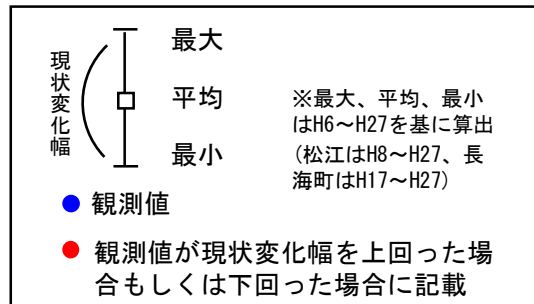 現状変化幅
最大
平均
最小
※最大、平均、最小
はH6～H27を基に算出
(松江はH8～H27、長
海町はH17～H27)
観測値
観測値が現状変化幅を上回った場
合もしくは下回った場合に記載